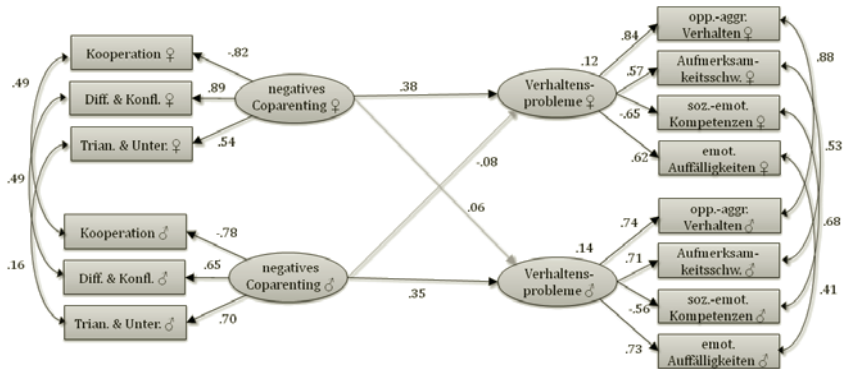 Kooperation ♀
Diff. & Konfl. ♀
Trian. & Unter. ♀
Kooperation ♂
Diff. & Konfl. ♂
Trian. & Unter. ♂
.49
.49
.16
-.82
.89
.54
-.78
.65
.70
negatives
Coparenting ♀
negatives
Coparenting ♂
.38
-.08
.06
.35
.12
Verhaltens-
probleme ♀
.14
Verhaltens-
probleme ♂
.84
.57
-.65
.62
.74
.71
-.56
.73
opp.-aggr.
Verhalten ♀
Aufmerksam-
keitsschw. ♀
soz.-emot.
Kompetenzen ♀
emot.
Auffälligkeiten ♀
opp.-aggr.
Verhalten ♂
Aufmerksam-
keitsschw. ♂
soz.-emot.
Kompetenzen ♂
emot.
Auffälligkeiten ♂
.88
.53
.68
.41